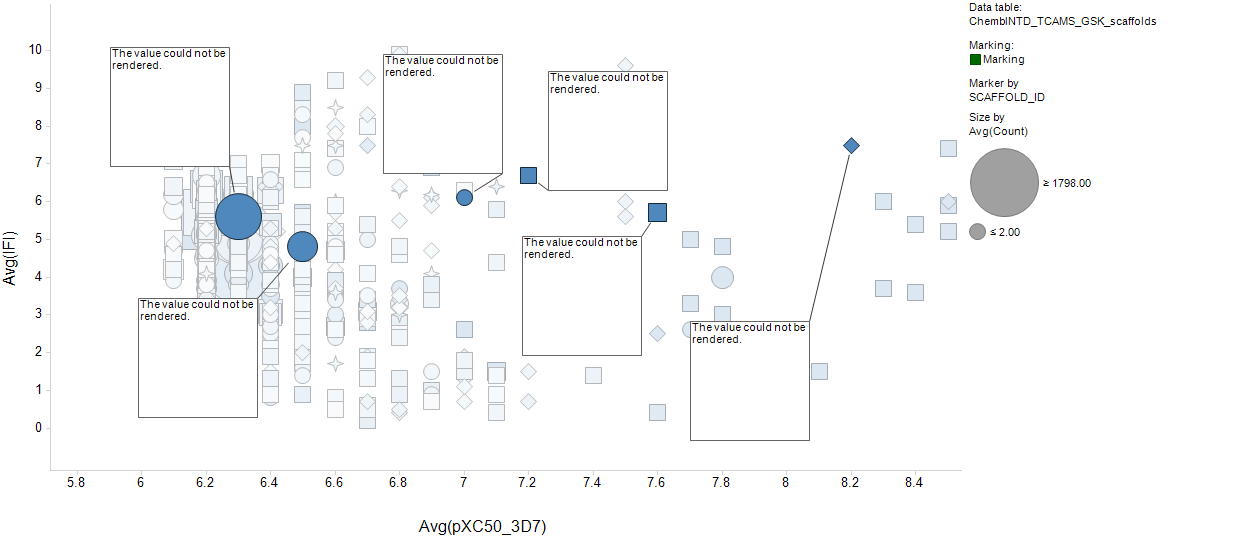 Data table:
ChemblNTD_TCAMS_GSK_scaffolds
Marking:
Marking
Marker by
SCAFFOLD_ID
Size by
Avg(Count)
≥ 1798.00
≤ 2.00
Avg(IFI)
10
9
8
7
6
5
4
3
2
1
0
The value could not be
rendered.
The value could not be
rendered.
The value could not be
rendered.
The value could not be
rendered.
The value could not be
rendered.
The value could not be
rendered.
5.8 6 6.2 6.4 6.6 6.8 7 7.2 7.4 7.6 7.8 8 8.2 8.4
Avg(pXC50_3D7)